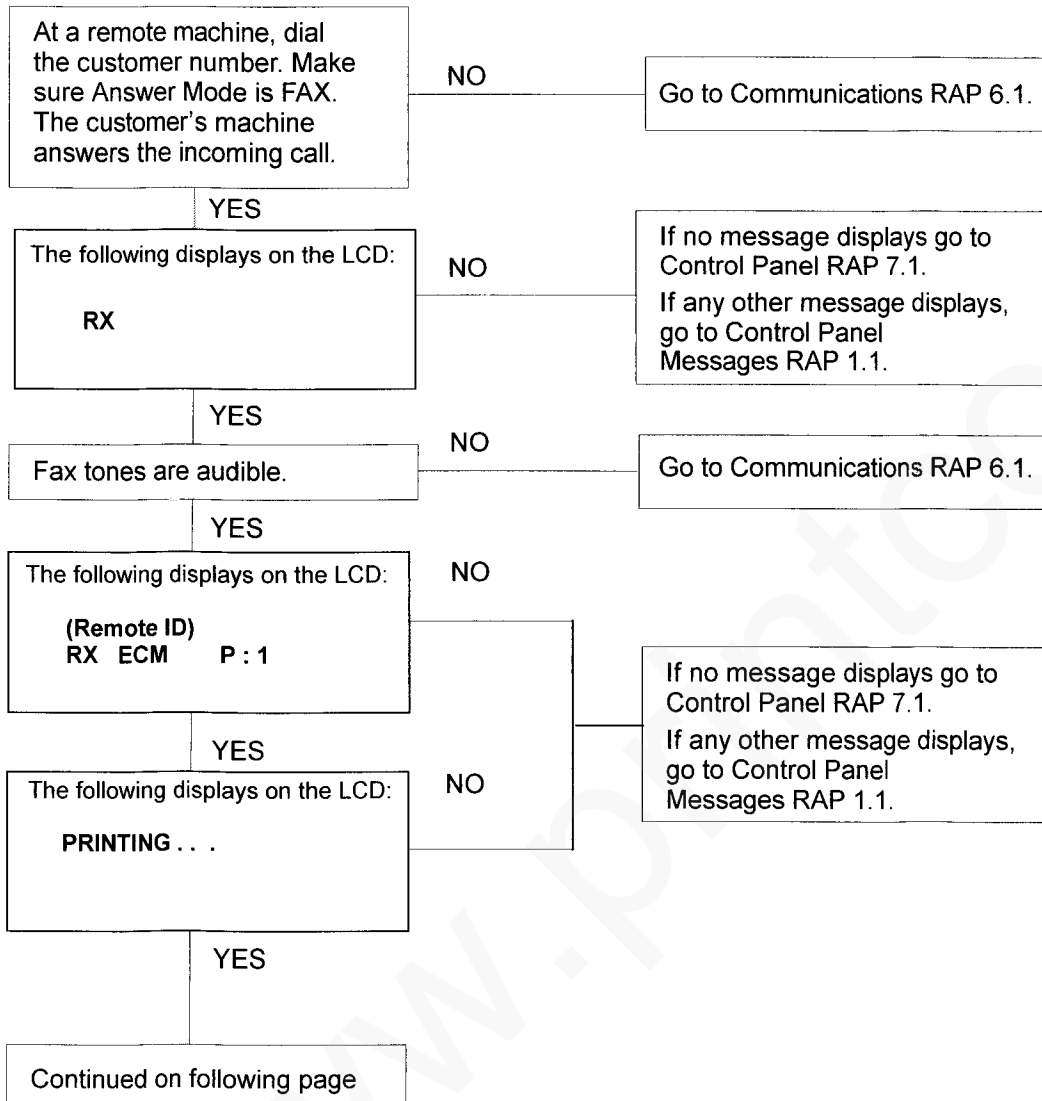 At a remote machine, dial
the customer number. Make
sure Answer Mode is FAX.
The customer's machine
answers the incoming call.
NO
Go to Communications RAP 6.1.
YES
The following displays on the LCD:
RX
NO
If no message displays go to
Control Panel RAP 7.1.
If any other message displays,
go to Control Panel
Messages RAP 1.1.
YES
Fax tones are audible.
NO
Go to Communications RAP 6.1.
YES
The following displays on the LCD:
(Remote ID)
RX ECM P : 1
NO
If no message displays go to
Control Panel RAP 7.1.
If any other message displays,
go to Control Panel
Messages RAP 1.1.
YES
The following displays on the LCD:
PRINTING . . .
NO
YES
Continued on following page